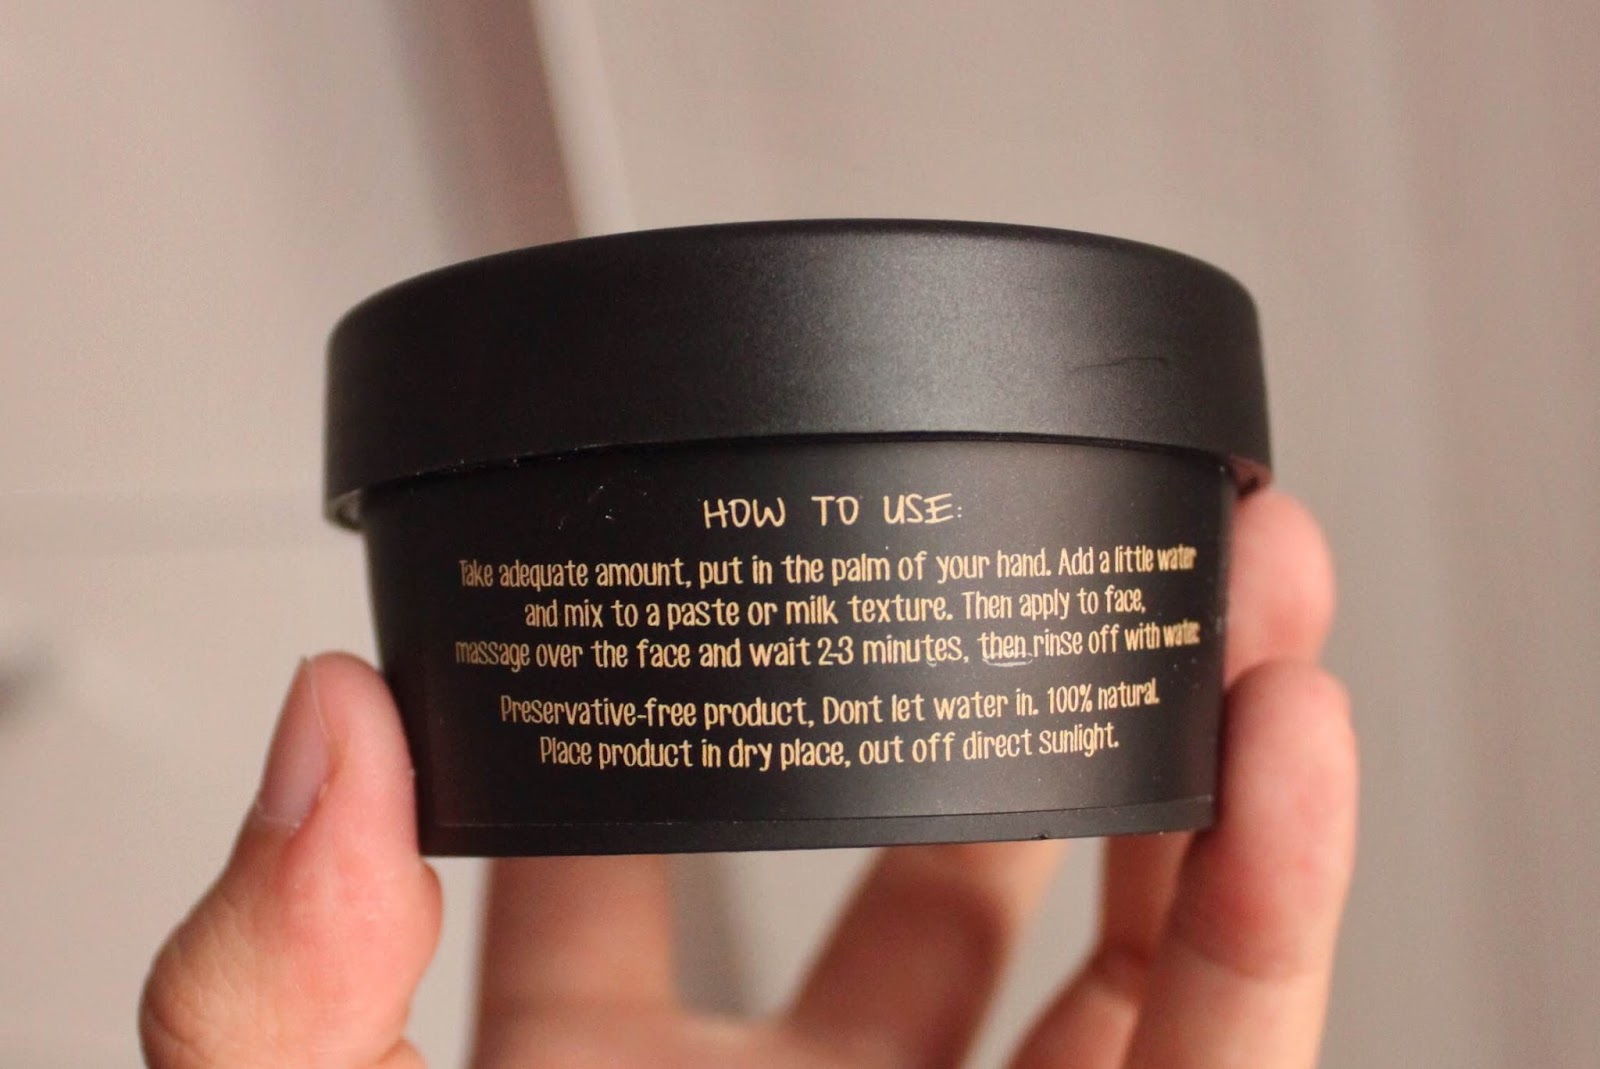 HOW TO USE:
Take adequate amount, put in the palm of your hand. Add a little water
and mix to a paste or milk texture. Then apply to face,
massage over the face and wait 2-3 minutes, then rinse off with water.
Preservative-free product, Dont let water in. 100% natural.
Place product in dry place, out off direct sunlight.